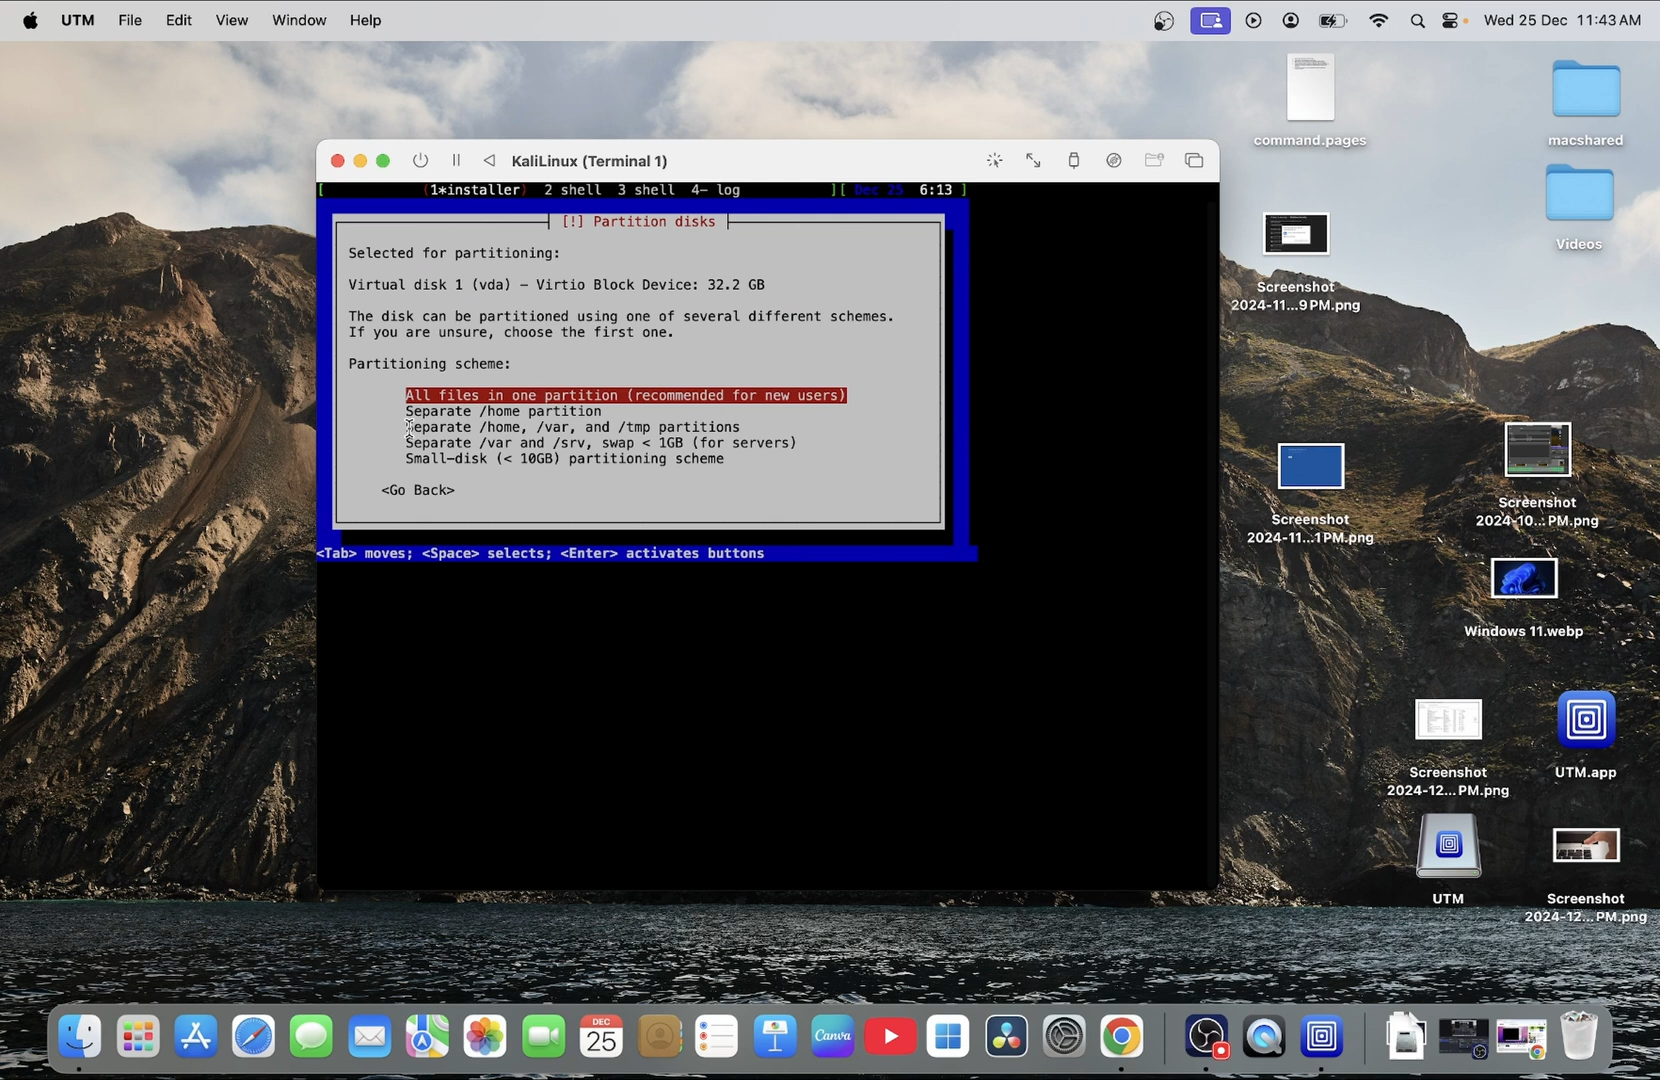 UTM File Edit View Window Help
Wed 25 Dec 11:43 AM
command.pages
macshared
KaliLinux (Terminal 1)
[ (1*installer) 2 shell 3 shell 4- log ][ Dec 25 6:13 ]
[!] Partition disks
Selected for partitioning:
Virtual disk 1 (vda) – Virtio Block Device: 32.2 GB
The disk can be partitioned using one of several different schemes.
If you are unsure, choose the first one.
Partitioning scheme:
All files in one partition (recommended for new users)
Separate /home partition
Separate /home, /var, and /tmp partitions
Separate /var and /srv, swap < 1GB (for servers)
Small–disk (< 10GB) partitioning scheme
<Go Back>
<Tab> moves; <Space> selects; <Enter> activates buttons
Videos
Screenshot
2024-11...9 PM.png
Screenshot
2024-10...PM.png
Screenshot
2024-11...1 PM.png
Windows 11.webp
Screenshot
2024-12...PM.png
UTM.app
UTM
Screenshot
2024-12...PM.png
DEC
25
Canva